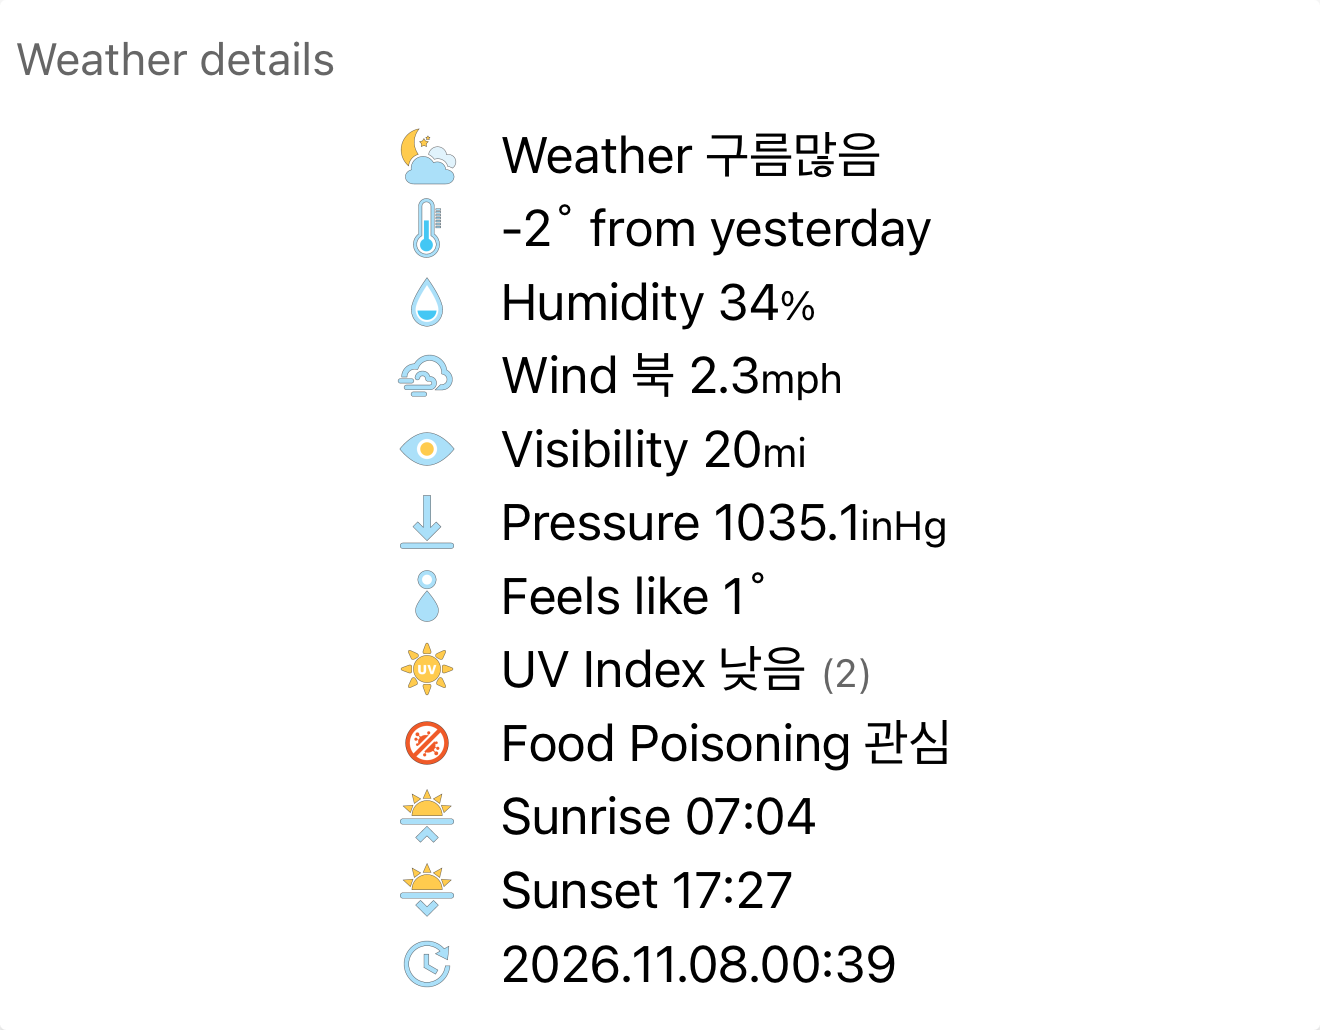 Weather details
Weather 구름많음
-2˚ from yesterday
Humidity 34%
Wind 북 2.3mph
Visibility 20mi
Pressure 1035.1inHg
Feels like 1˚
UV
UV Index 낮음 (2)
Food Poisoning 관심
Sunrise 07:04
Sunset 17:27
2026.11.08.00:39